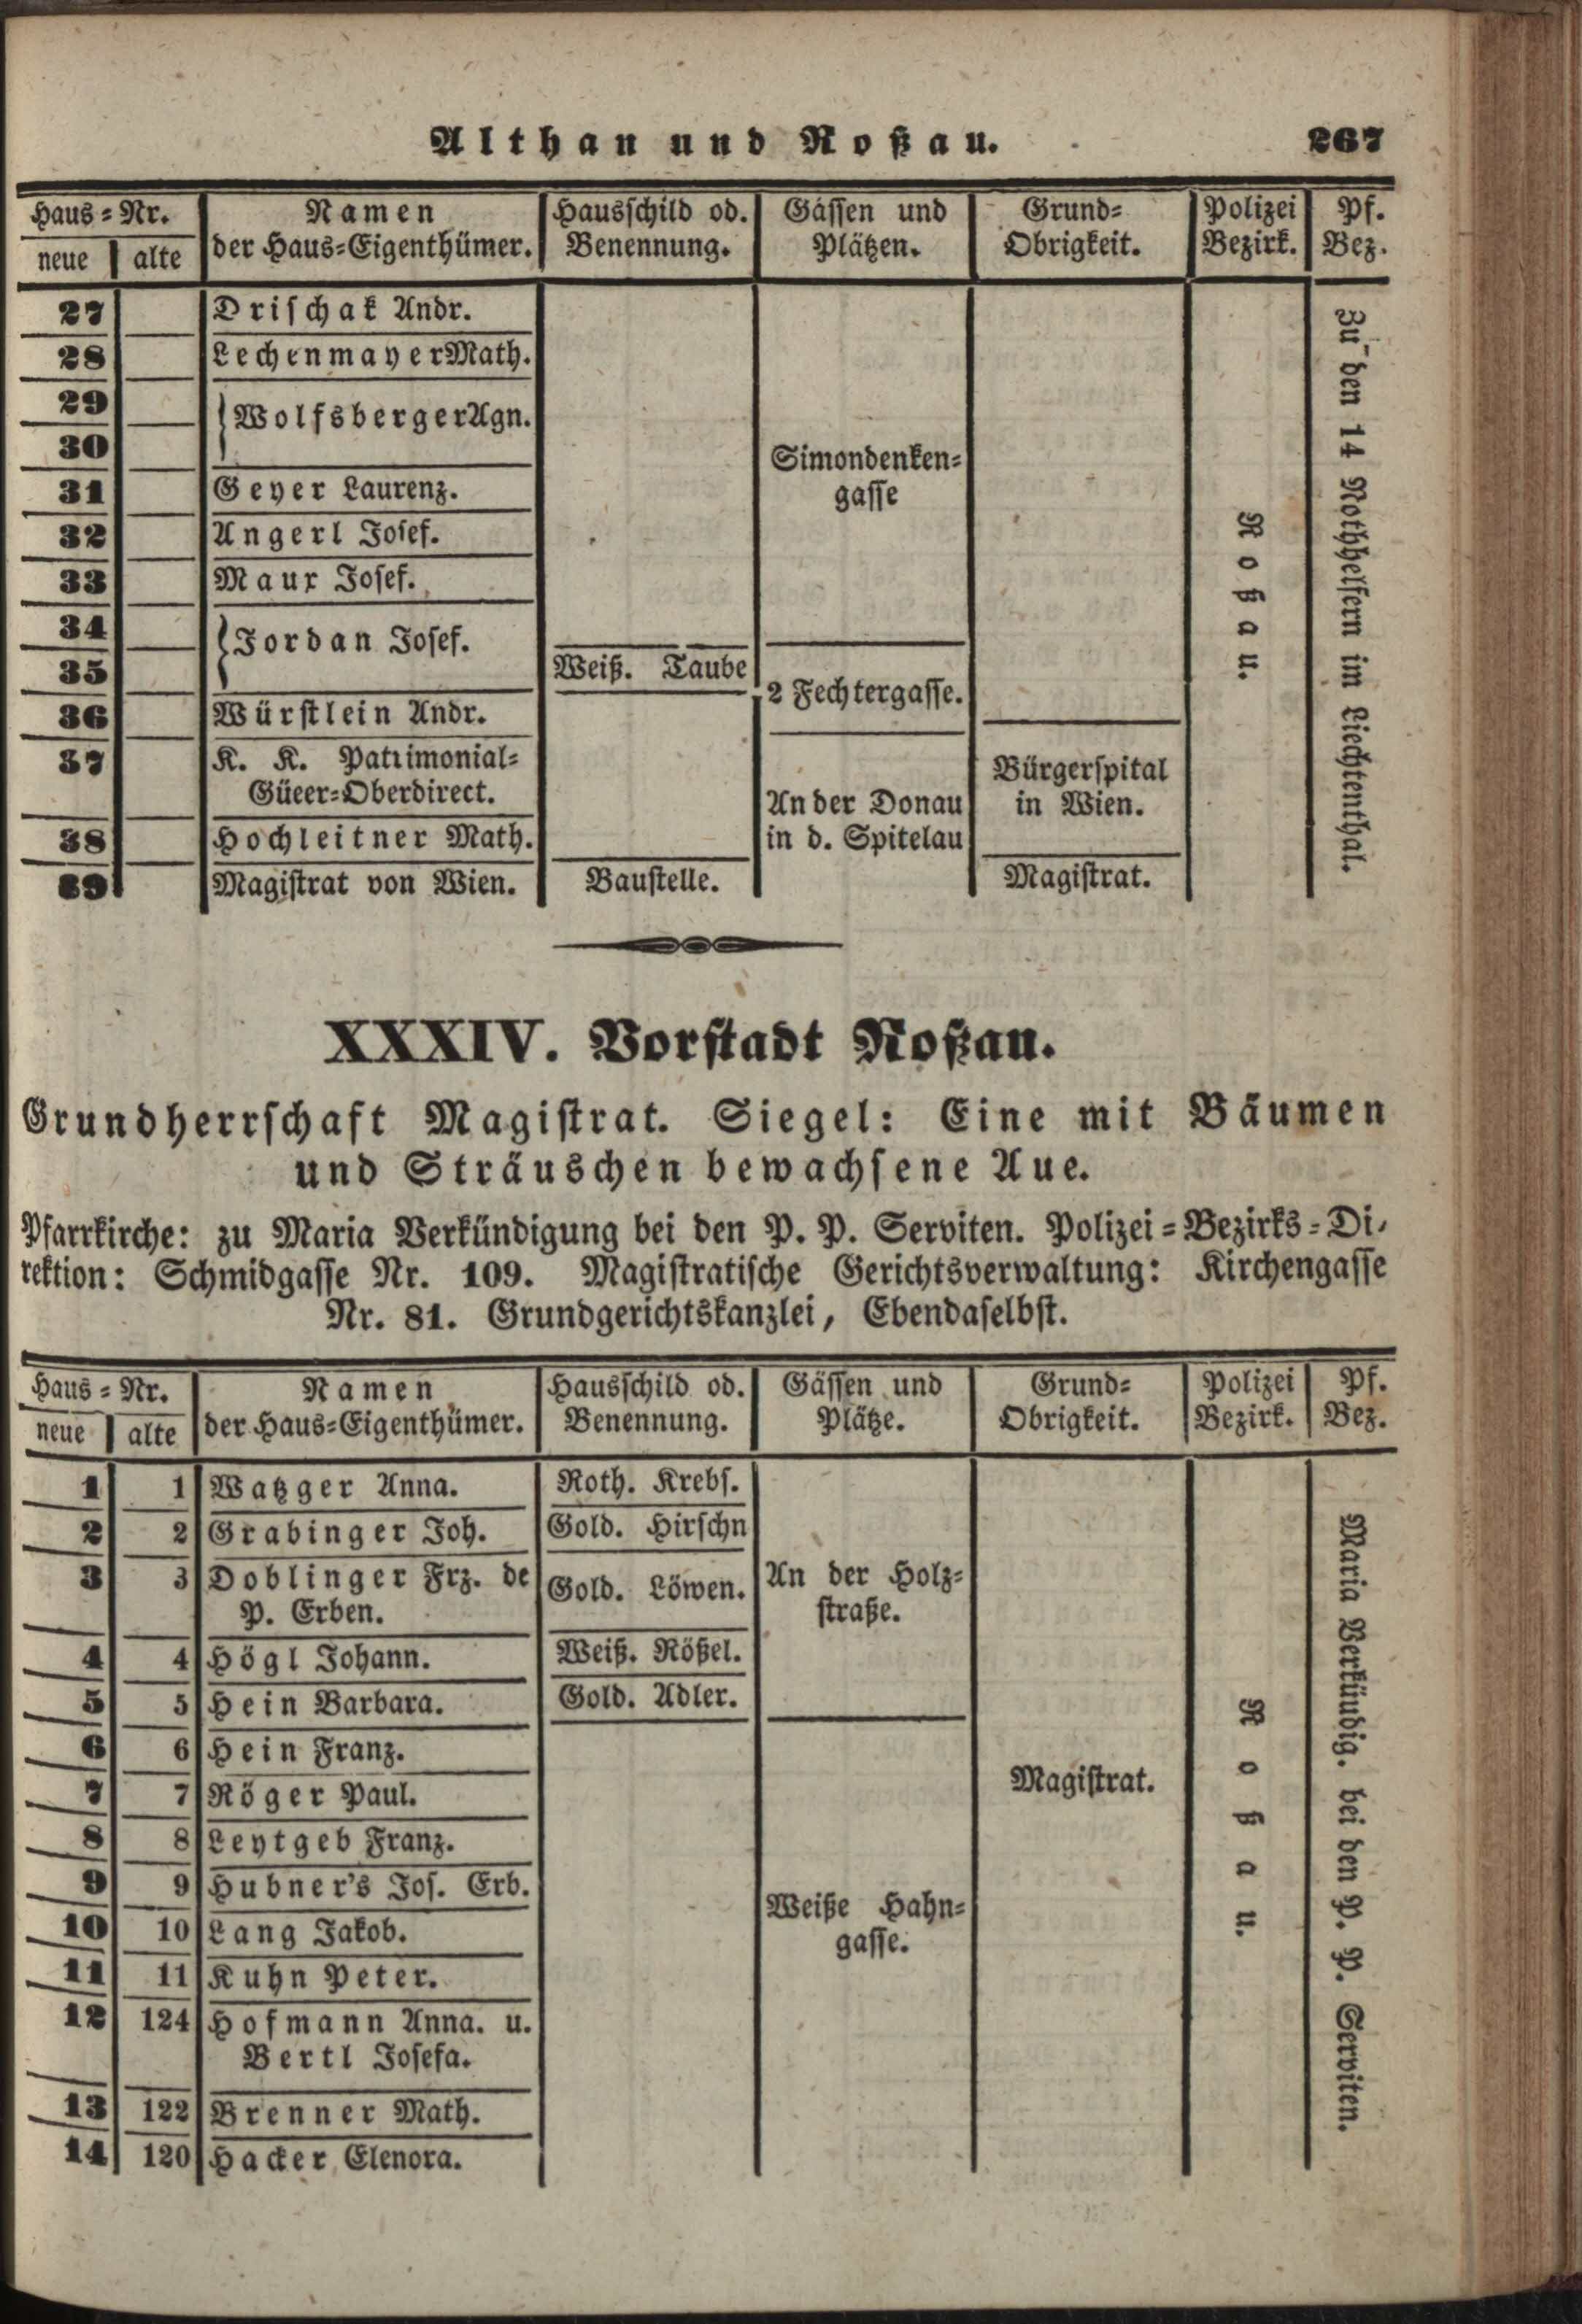 Althan und Roßau. 267
Haus-Nr. Namen Hausschild od. Gässen und Grund- Polizei Pf.
neue alte der Haus-Eigenthümer. Benennung. Plätzen. Obrigkeit. Bezirk. Bez.
27 Drischak Andr.
28 Lechenmayer Math.
29
Wolfsberger Agn.
30
Simondenken-
gasse
31 Geyer Laurenz.
32 Angerl Josef.
33 Maux Josef.
34
Jordan Josef.
35 Weiß. Taube
2 Fechtergasse.
36 Würstlein Andr.
37 K. K. Patrimonial-
Güeer-Oberdirect.
Bürgerspital
in Wien.
An der Donau
in d. Spitelau
38 Hochleitner Math.
39 Magistrat von Wien. Baustelle. Magistrat.
Roßau.
Zu den 14 Nothhelfern im Liechtenthal.
XXXIV. Vorstadt Roßau.
Grundherrschaft Magistrat. Siegel: Eine mit Bäumen
und Sträuschen bewachsene Aue.
Pfarrkirche: zu Maria Verkündigung bei den P. P. Serviten. Polizei-Bezirks-Di-
rektion: Schmidgasse Nr. 109. Magistratische Gerichtsverwaltung: Kirchengasse
Nr. 81. Grundgerichtskanzlei, Ebendaselbst.
Haus-Nr. Namen Hausschild od. Gässen und Grund- Polizei Pf.
neue alte der Haus-Eigenthümer. Benennung. Plätze. Obrigkeit. Bezirk. Bez.
1 1 Watzger Anna. Roth. Krebs.
2 2 Grabinger Joh. Gold. Hirschn
3 3 Doblinger Frz. de Gold. Löwen.
P. Erben.
An der Holz-
straße.
4 4 Högl Johann. Weiß. Rößel.
5 5 Hein Barbara. Gold. Adler.
6 6 Hein Franz.
7 7 Röger Paul. Magistrat.
8 8 Leytgeb Franz.
9 9 Hubner's Jos. Erb.
Weiße Hahn-
gasse.
10 10 Lang Jakob.
11 11 Kuhn Peter.
12 124 Hofmann Anna. u.
Bertl Josefa.
13 122 Brenner Math.
14 120 Hacker Elenora.
Roßau.
Maria Verkündig. bei den P. P. Serviten.